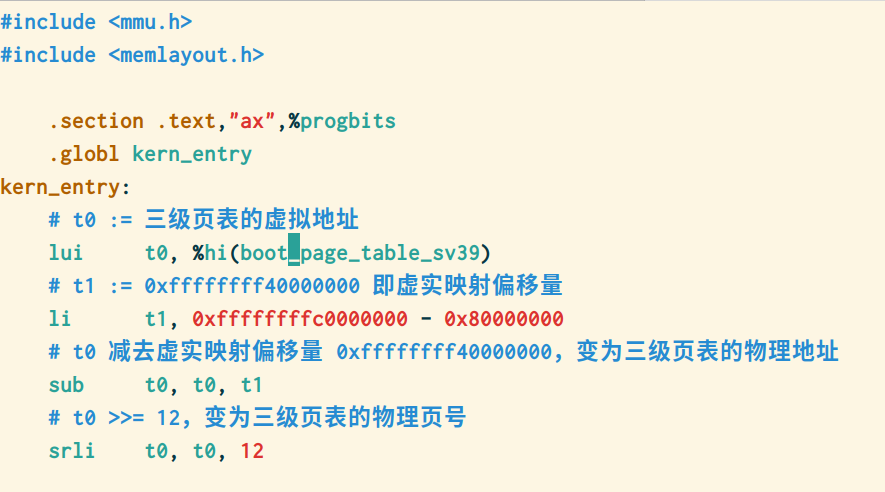 #include <mmu.h>
#include <memlayout.h>
.section .text,"ax",%progbits
.globl kern_entry
kern_entry:
# t0 := 三级页表的虚拟地址
lui t0, %hi(boot_page_table_sv39)
# t1 := 0xffffffff40000000 即虚实映射偏移量
li t1, 0xffffffffc0000000 - 0x80000000
# t0 减去虚实映射偏移量 0xffffffff40000000，变为三级页表的物理地址
sub t0, t0, t1
# t0 >>= 12，变为三级页表的物理页号
srli t0, t0, 12